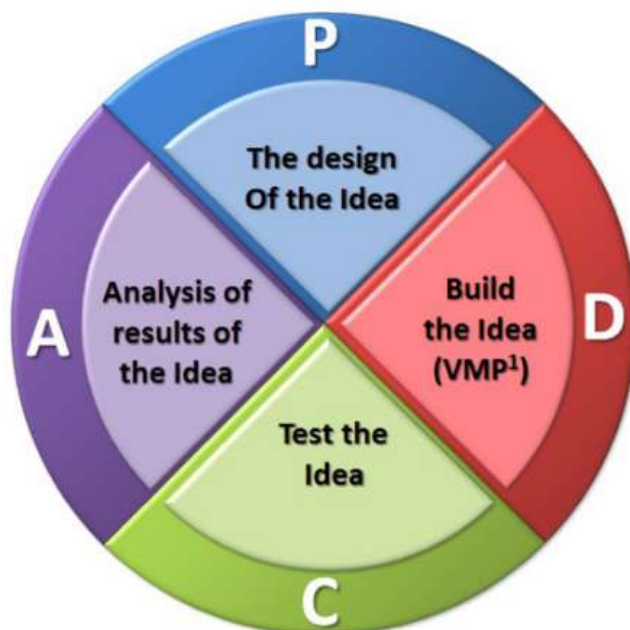 P
The design
Of the Idea
D
Build
the Idea
(VMP¹)
C
Test the
Idea
A
Analysis of
results of
the Idea